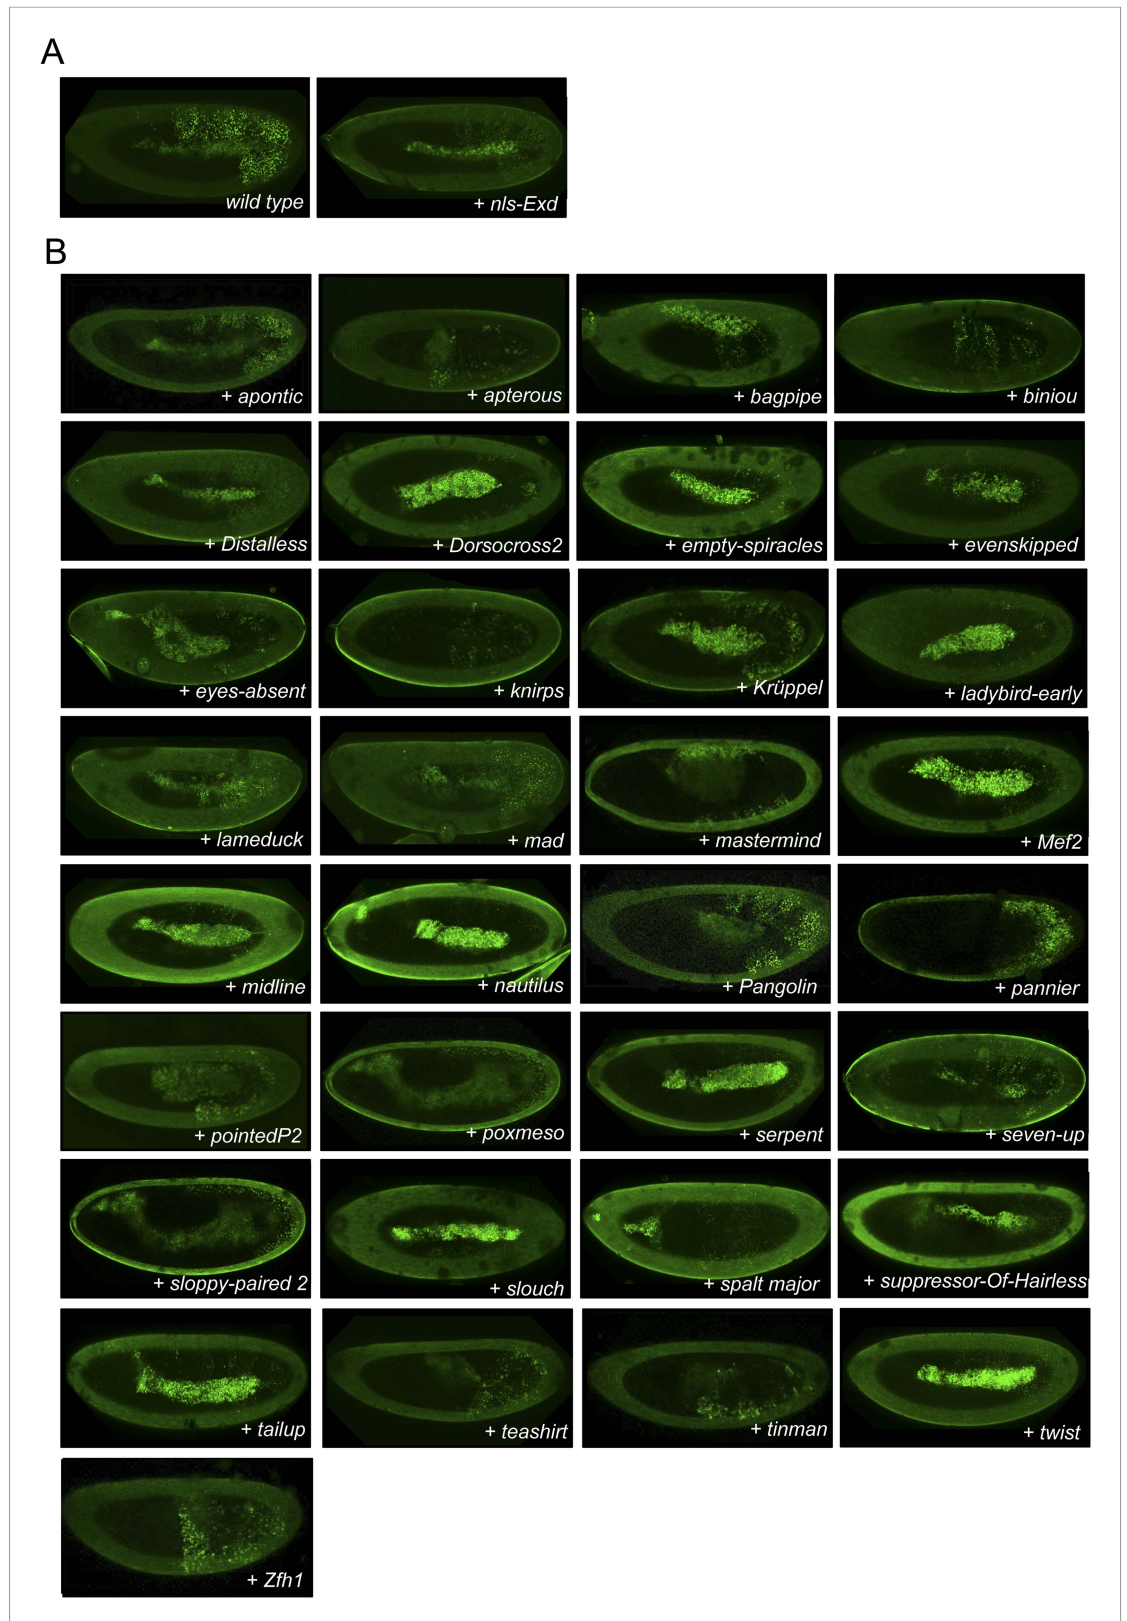 A
wild type
+ nls-Exd
B
+ apontic
+ apterous
+ bagpipe
+ biniou
+ Distalless
+ Dorsocross2
+ empty-spiracles
+ evenskipped
+ eyes-absent
+ knirps
+ Krüppel
+ ladybird-early
+ lameduck
+ mad
+ mastermind
+ Mef2
+ midline
+ nautilus
+ Pangolin
+ pannier
+ pointedP2
+ poxmeso
+ serpent
+ seven-up
+ sloppy-paired 2
+ slouch
+ spalt major
+ suppressor-Of-Hairless
+ tailup
+ teashirt
+ tinman
+ twist
+ Zfh1